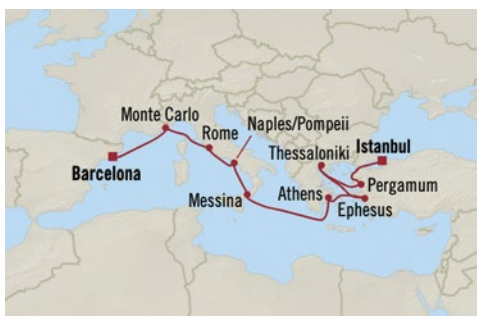 Monte Carlo
Rome
Naples/Pompeii
Barcelona
Thessaloniki
Istanbul
Messina
Athens
Pergamum
Ephesus